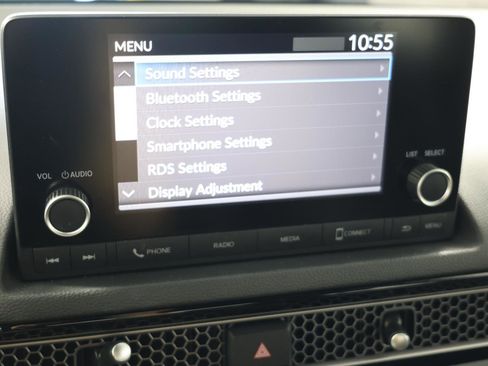 MENU 10:55
Sound Settings
Bluetooth Settings
Clock Settings
Smartphone Settings
RDS Settings
Display Adjustment
VOL AUDIO
LIST SELECT
PHONE RADIO MEDIA CONNECT MENU